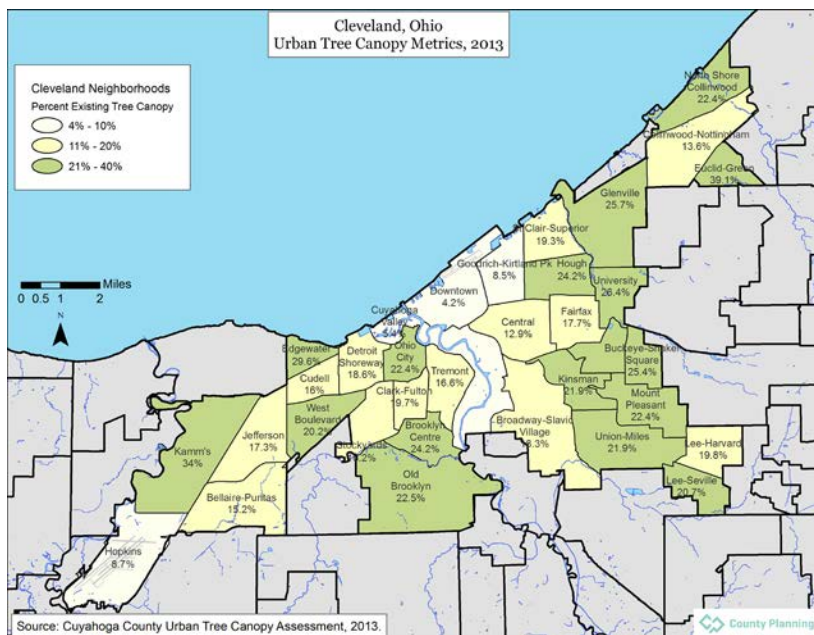 Cleveland, Ohio
Urban Tree Canopy Metrics, 2013
Cleveland Neighborhoods
Percent Existing Tree Canopy
4% - 10%
11% - 20%
21% - 40%
Miles
0 0.5 1 2
N
North Shore
Collinwood
22.4%
Collinwood-Nottingham
13.6%
Euclid-Green
39.1%
Glenville
25.7%
St Clair-Superior
19.3%
Goodrich-Kirtland Pk
8.5%
Hough
24.2%
Downtown
4.2%
University
26.4%
Cuyahoga
Valley
Fairfax
17.7%
Central
12.9%
Edgewater
29.6%
Detroit
Shoreway
18.6%
Ohio
City
22.4%
Tremont
16.6%
Buckeye-Shaker
Square
25.4%
Cudell
16%
Kinsman
21.9%
Clark-Fulton
19.7%
Mount
Pleasant
22.4%
West
Boulevard
20.2%
Broadway-Slavic
Village
Brooklyn
Centre
24.2%
Jefferson
17.3%
Union-Miles
21.9%
Lee-Harvard
19.8%
Kamm's
34%
Old
Brooklyn
22.5%
Lee-Seville
20.7%
Bellaire-Puritas
15.2%
Hopkins
8.7%
Source: Cuyahoga County Urban Tree Canopy Assessment, 2013.
County Planning